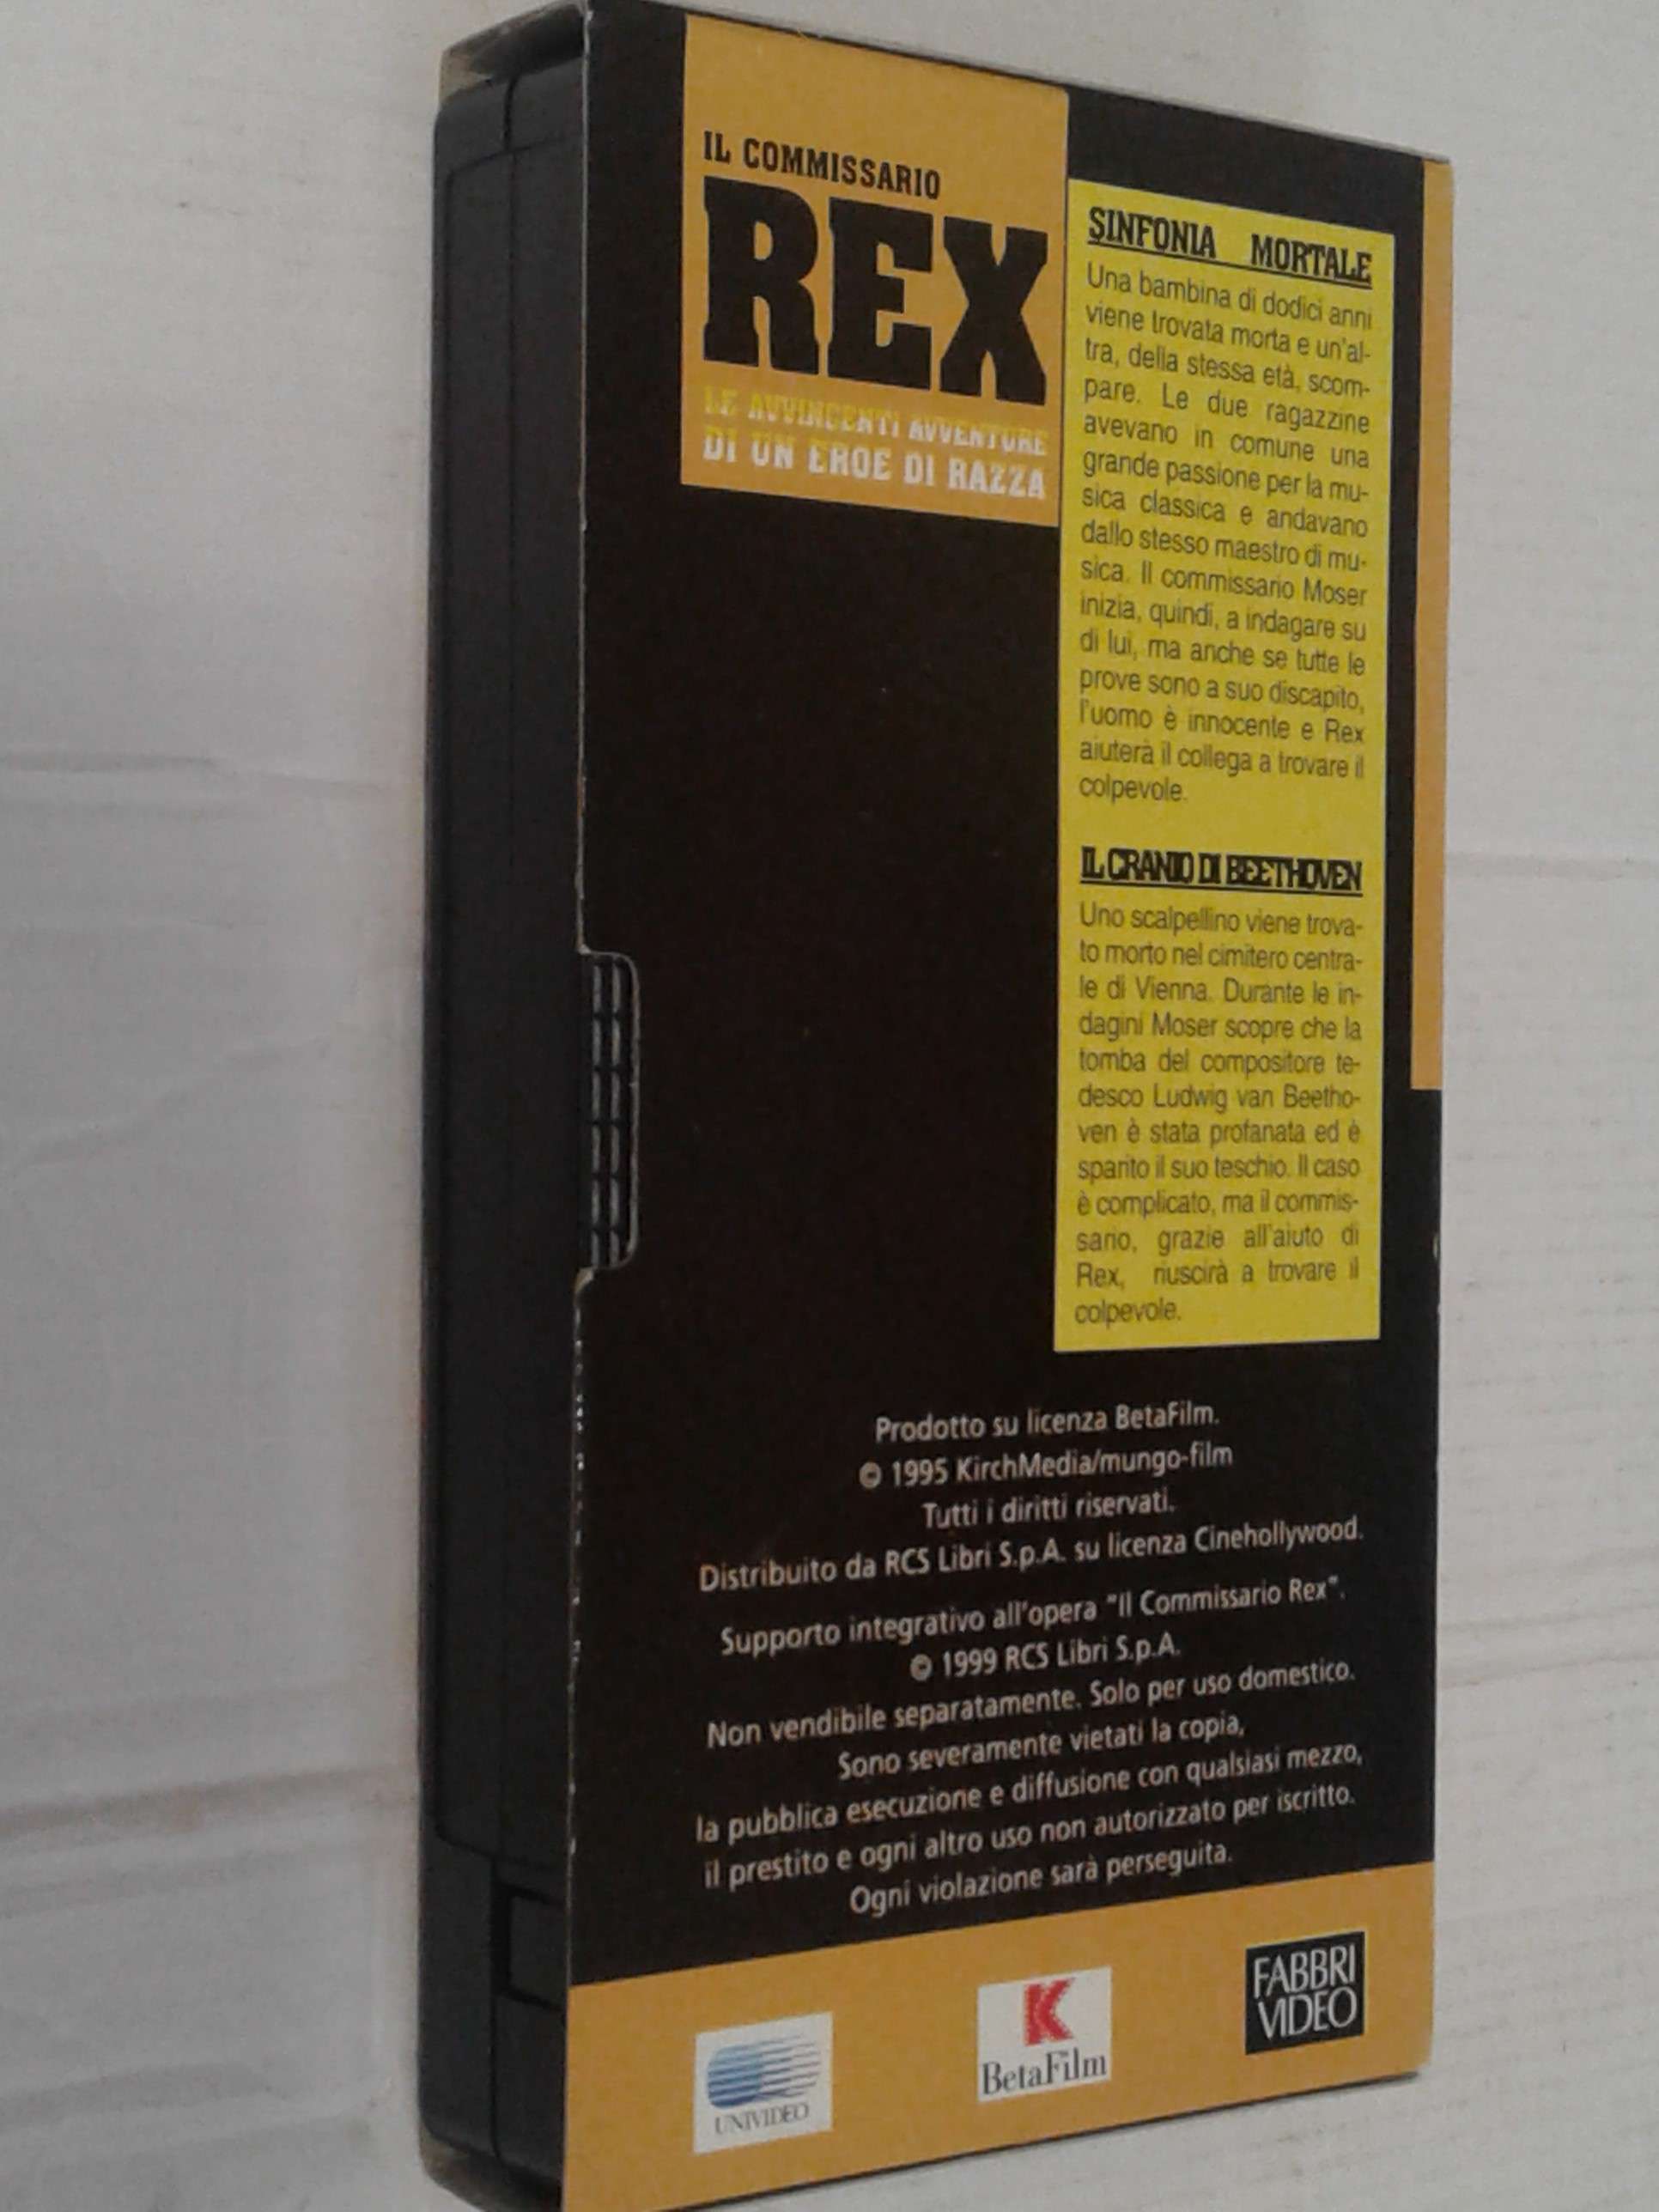 IL COMMISSARIO
REX
LE AVVINCENTI AVVENTURE
DI UN EROE DI RAZZA
SINFONIA MORTALE
Una bambina di dodici anni
viene trovata morta e un'al-
tra, della stessa età, scom-
pare. Le due ragazzine
avevano in comune una
grande passione per la mu-
sica classica e andavano
dallo stesso maestro di mu-
sica. Il commissario Moser
inizia, quindi, a indagare su
di lui, ma anche se tutte le
prove sono a suo discapito,
l'uomo è innocente e Rex
aiuterà il collega a trovare il
colpevole.
IL CRANIO DI BEETHOVEN
Uno scalpellino viene trova-
to morto nel cimitero centra-
le di Vienna. Durante le in-
dagini Moser scopre che la
tomba del compositore te-
desco Ludwig van Beetho-
ven è stata profanata ed è
sparito il suo teschio. Il caso
è complicato, ma il commis-
sario, grazie all'aiuto di
Rex, riuscirà a trovare il
colpevole.
Prodotto su licenza BetaFilm.
© 1995 KirchMedia/mungo-film
Tutti i diritti riservati.
Distribuito da RCS Libri S.p.A. su licenza Cinehollywood.
Supporto integrativo all'opera "Il Commissario Rex".
© 1999 RCS Libri S.p.A.
Non vendibile separatamente. Solo per uso domestico.
Sono severamente vietati la copia,
la pubblica esecuzione e diffusione con qualsiasi mezzo,
il prestito e ogni altro uso non autorizzato per iscritto.
Ogni violazione sarà perseguita.
UNIVIDEO
K
BetaFilm
FABBRI
VIDEO